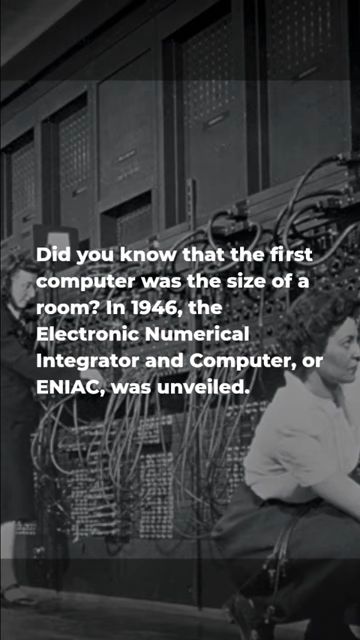 Did you know that the first
computer was the size of a
room? In 1946, the
Electronic Numerical
Integrator and Computer, or
ENIAC, was unveiled.